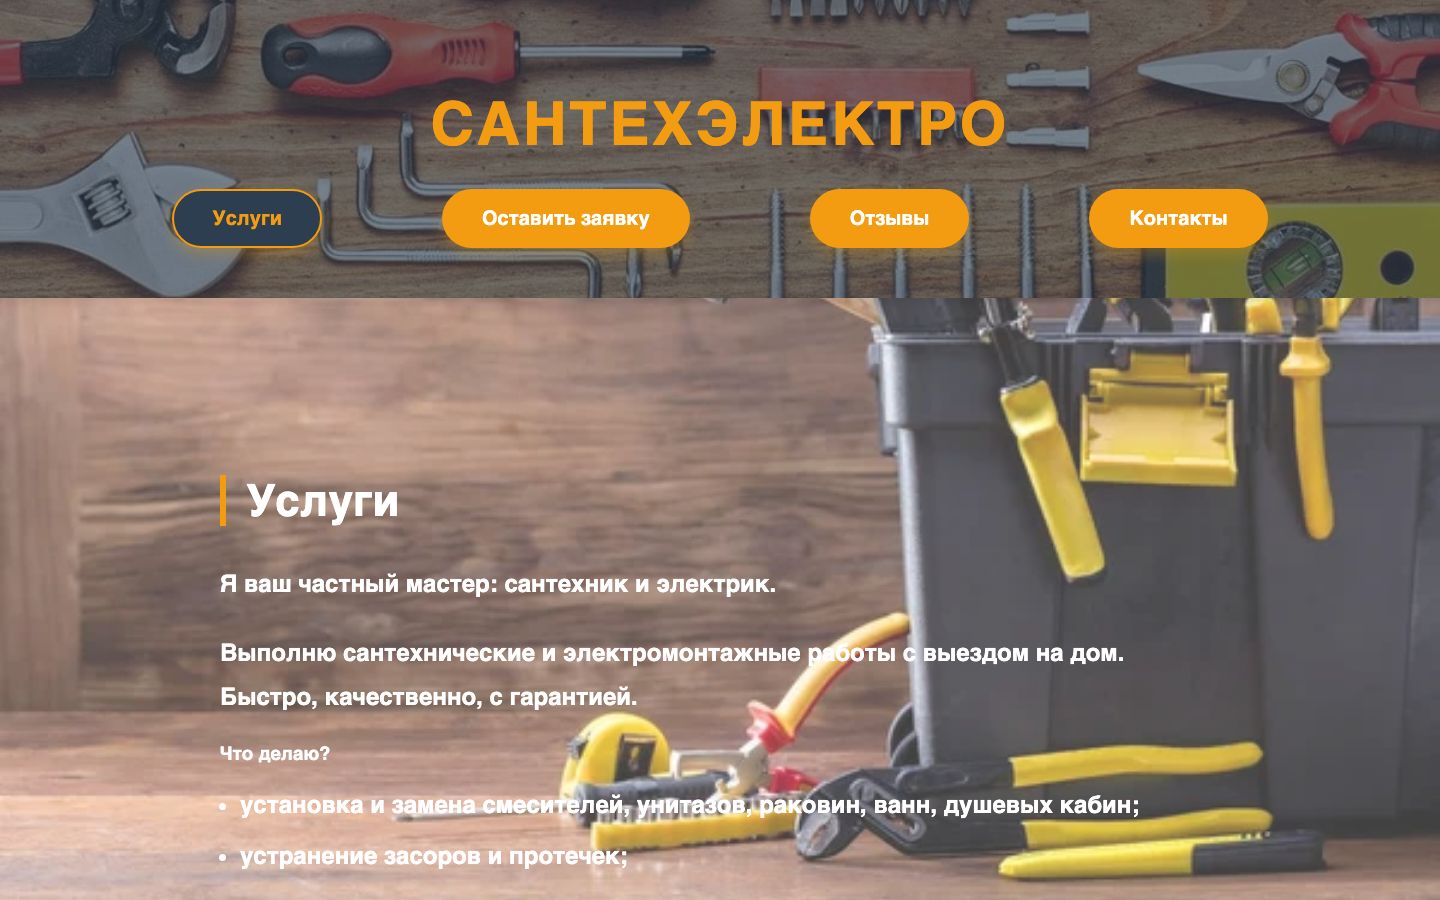 САНТЕХЭЛЕКТРО
Услуги
Оставить заявку
Отзывы
Контакты
Услуги
Я ваш частный мастер: сантехник и электрик.
Выполню сантехнические и электромонтажные работы с выездом на дом.
Быстро, качественно, с гарантией.
Что делаю?
• установка и замена смесителей, унитазов, раковин, ванн, душевых кабин;
• устранение засоров и протечек;